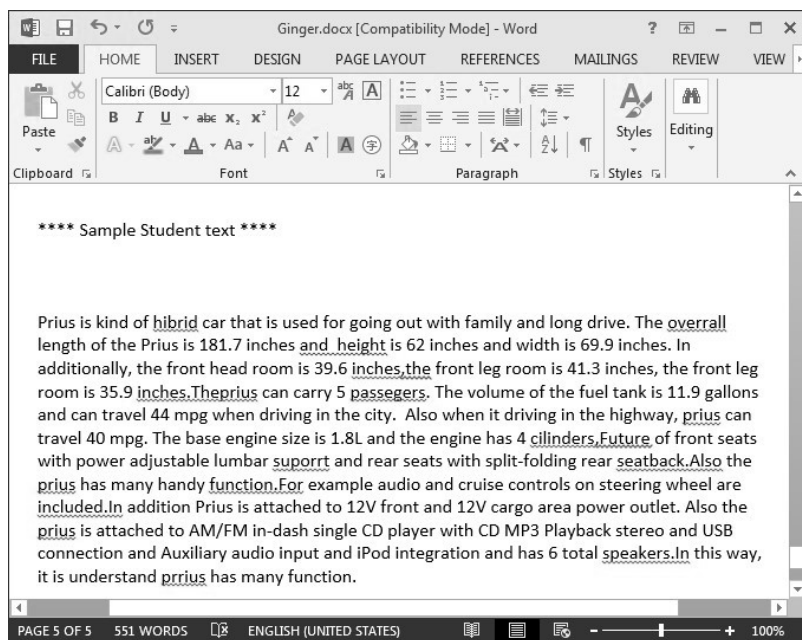 Ginger.docx [Compatibility Mode] - Word
FILE HOME INSERT DESIGN PAGE LAYOUT REFERENCES MAILINGS REVIEW VIEW
Calibri (Body) 12
Paste
Styles Editing
Clipboard Font Paragraph Styles
**** Sample Student text ****
Prius is kind of hibrid car that is used for going out with family and long drive. The overrall
length of the Prius is 181.7 inches and  height is 62 inches and width is 69.9 inches. In
additionally, the front head room is 39.6 inches,the front leg room is 41.3 inches, the front leg
room is 35.9 inches.Theprius can carry 5 passegers. The volume of the fuel tank is 11.9 gallons
and can travel 44 mpg when driving in the city.  Also when it driving in the highway, prius can
travel 40 mpg. The base engine size is 1.8L and the engine has 4 cilinders,Future of front seats
with power adjustable lumbar suporrt and rear seats with split-folding rear seatback.Also the
prius has many handy function.For example audio and cruise controls on steering wheel are
included.In addition Prius is attached to 12V front and 12V cargo area power outlet. Also the
prius is attached to AM/FM in-dash single CD player with CD MP3 Playback stereo and USB
connection and Auxiliary audio input and iPod integration and has 6 total speakers.In this way,
it is understand prrius has many function.
PAGE 5 OF 5 551 WORDS ENGLISH (UNITED STATES) 100%